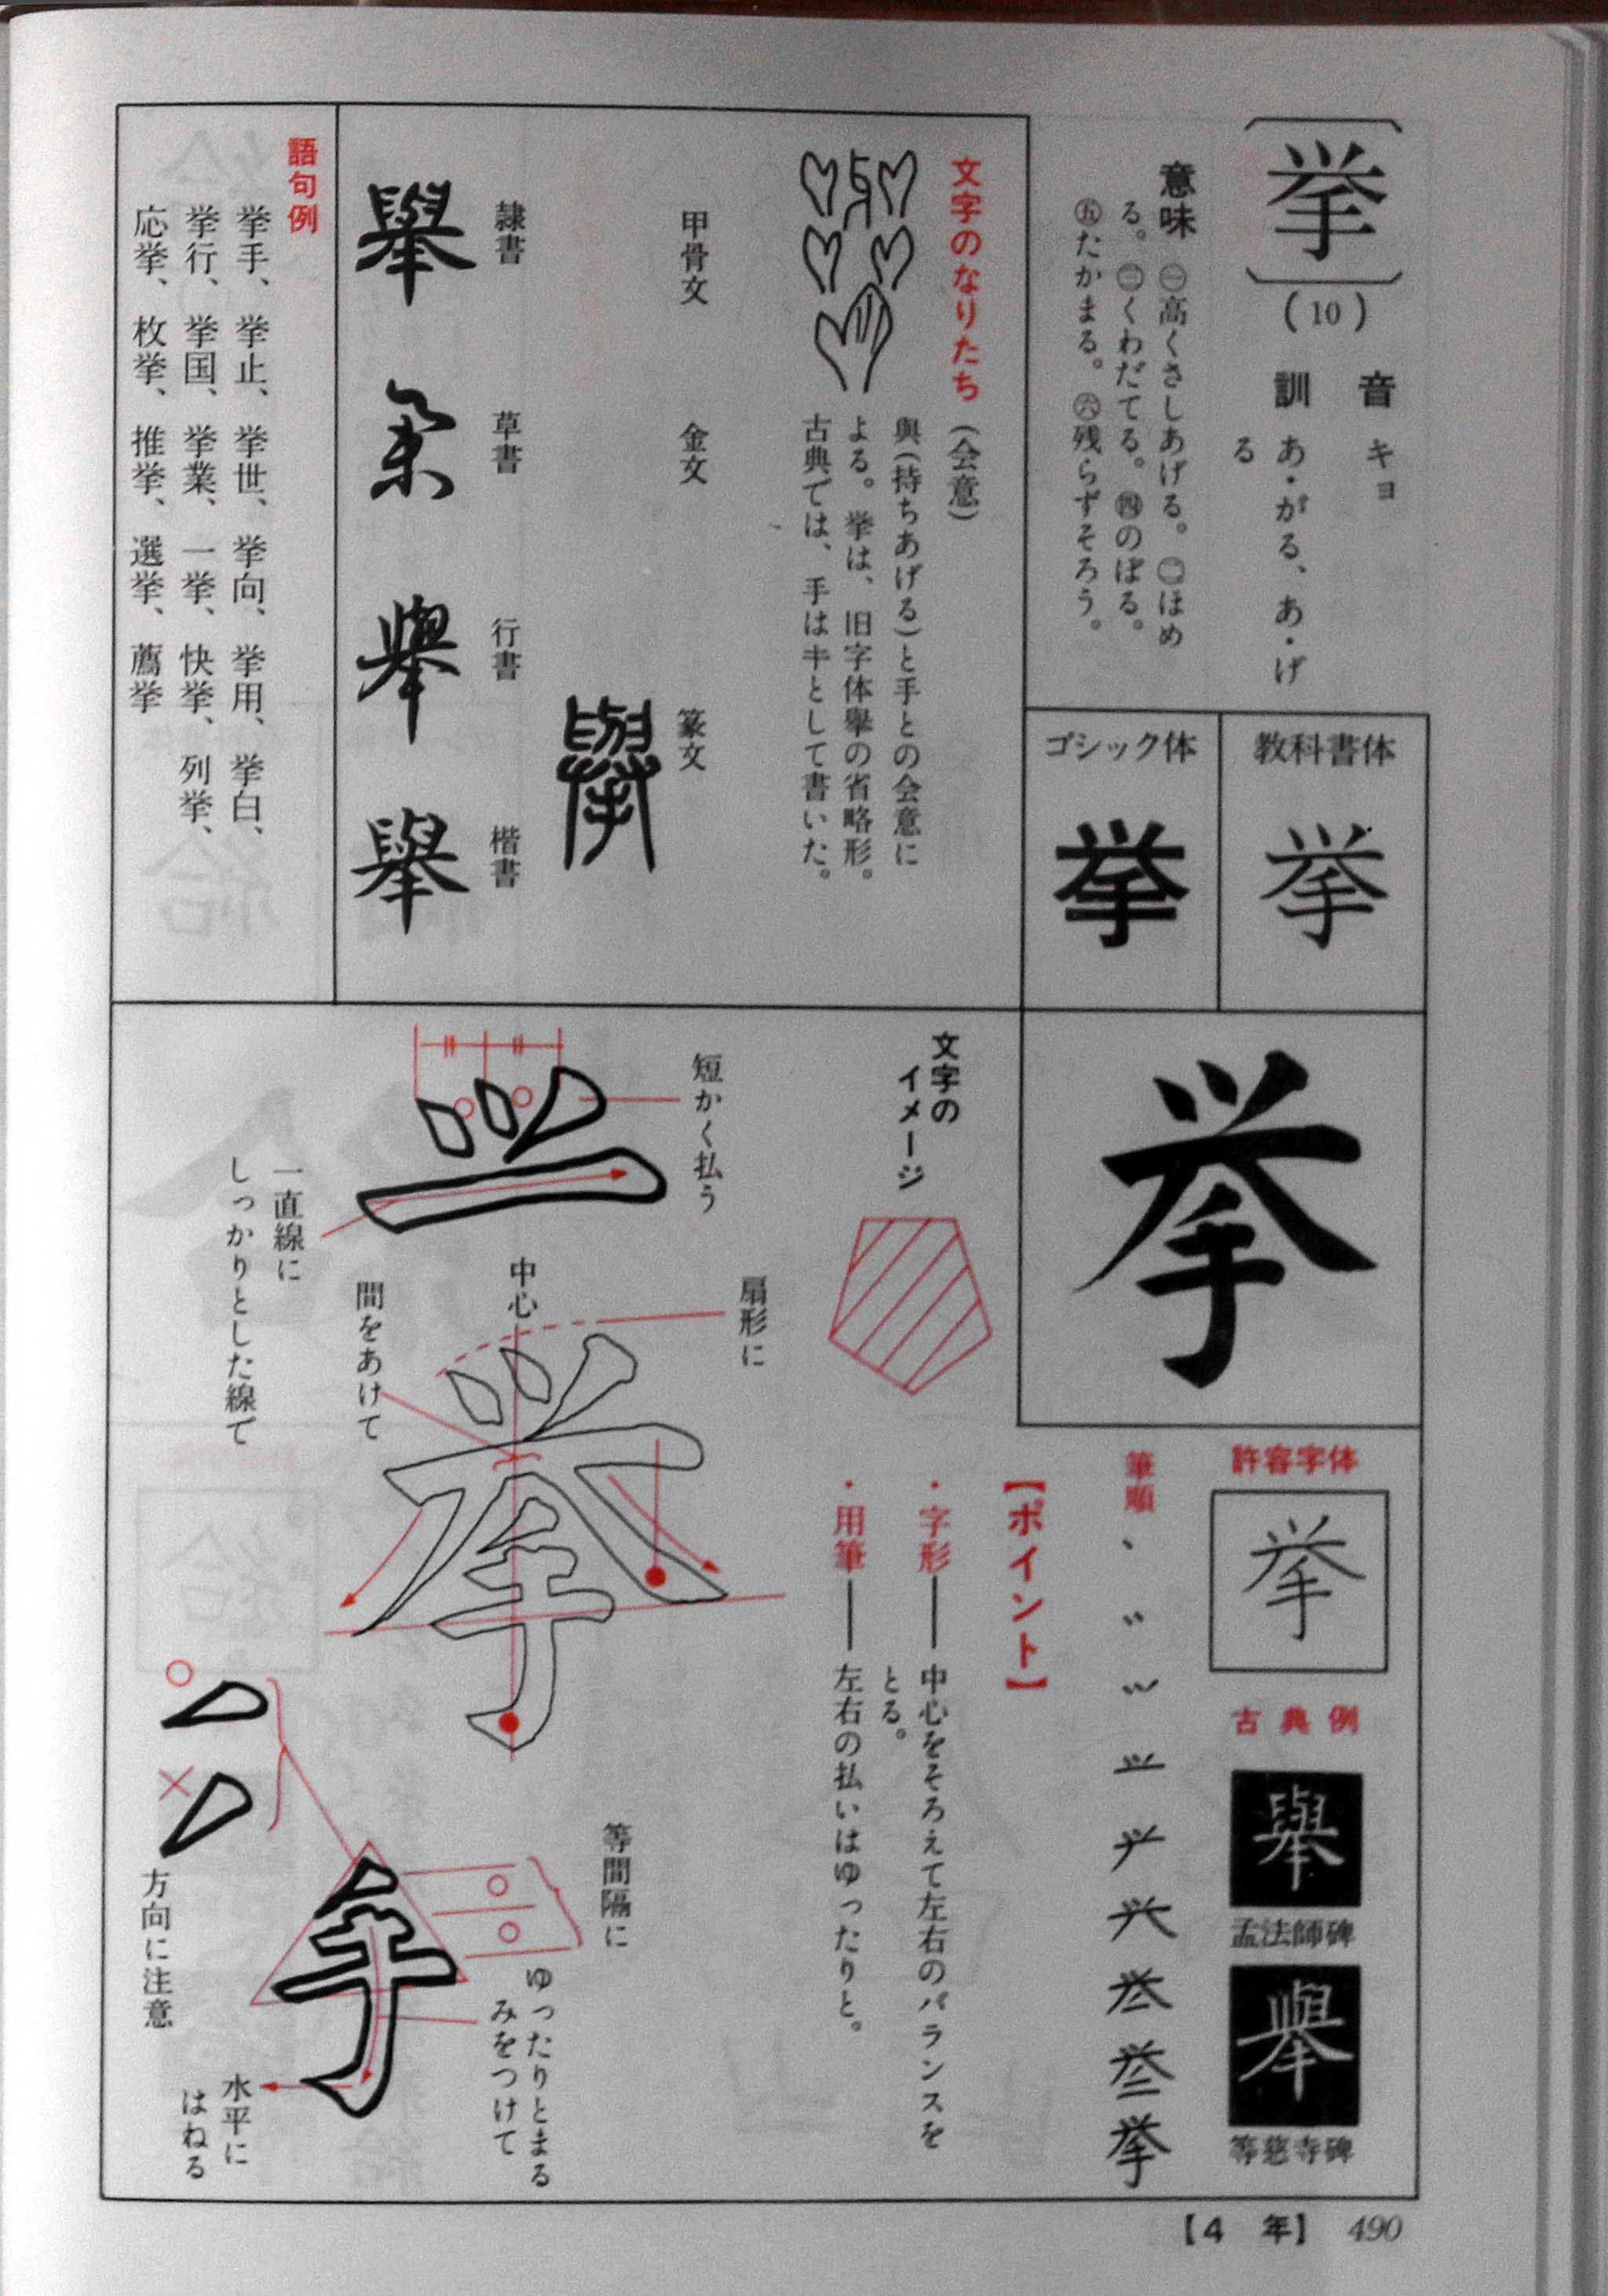 挙
(10)
音 キョ
訓 あ・がる、あ・げ
る
意味 ㊀高くさしあげる。㊁ほめ
る。㊂くわだてる。㊃のぼる。
㊄たかまる。㊅残らずそろう。
教科書体
挙
ゴシック体
挙
文字のなりたち (会意)
與(持ちあげる)と手との会意に
よる。挙は、旧字体擧の省略形。
古典では、手は㐄として書いた。
甲骨文
金文
篆文
擧
隷書
擧
草書
挙
行書
擧
楷書
擧
語句例
挙手、挙止、挙世、挙向、挙用、挙白、
挙行、挙国、挙業、一挙、快挙、列挙、
応挙、枚挙、推挙、選挙、薦挙
挙
許容字体
挙
古典例
擧
孟法師碑
擧
等慈寺碑
筆順
挙
【ポイント】
・字形――中心をそろえて左右のバランスを
とる。
・用筆――左右の払いはゆったりと。
文字の
イメージ
短かく払う
一直線に
しっかりとした線で
扇形に
中心
間をあけて
挙
等間隔に
ゆったりとまる
みをつけて
水平に
はねる
方向に注意
手
【4 年】 490